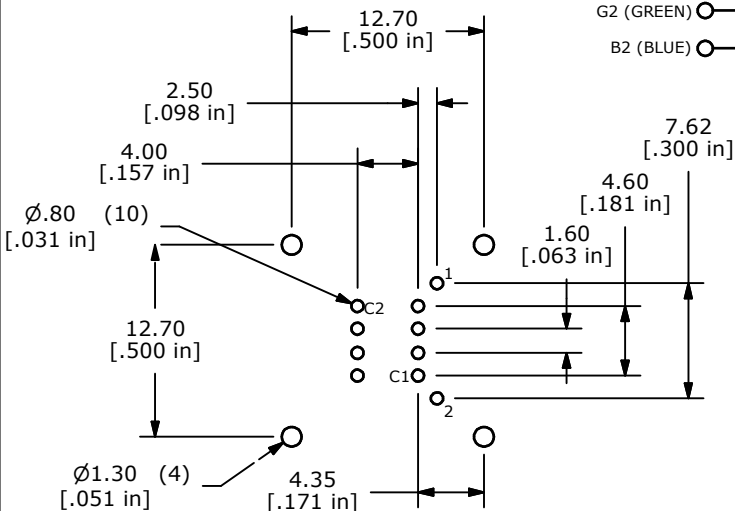 12.70
[.500 in]
G2 (GREEN)
B2 (BLUE)
2.50
[.098 in]
7.62
[.300 in]
4.00
[.157 in]
4.60
[.181 in]
Ø.80 (10)
[.031 in]
1.60
[.063 in]
1
C2
12.70
[.500 in]
C1
2
Ø1.30 (4)
[.051 in]
4.35
[.171 in]